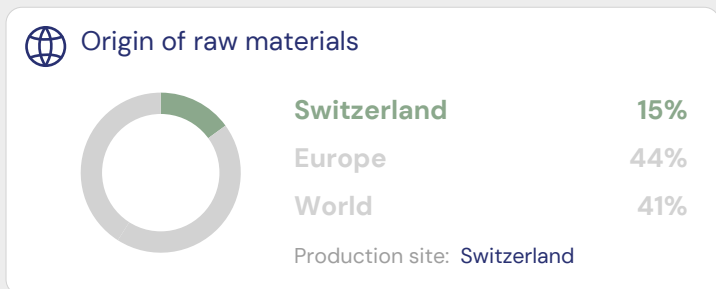 Origin of raw materials
Switzerland 15%
Europe 44%
World 41%
Production site: Switzerland